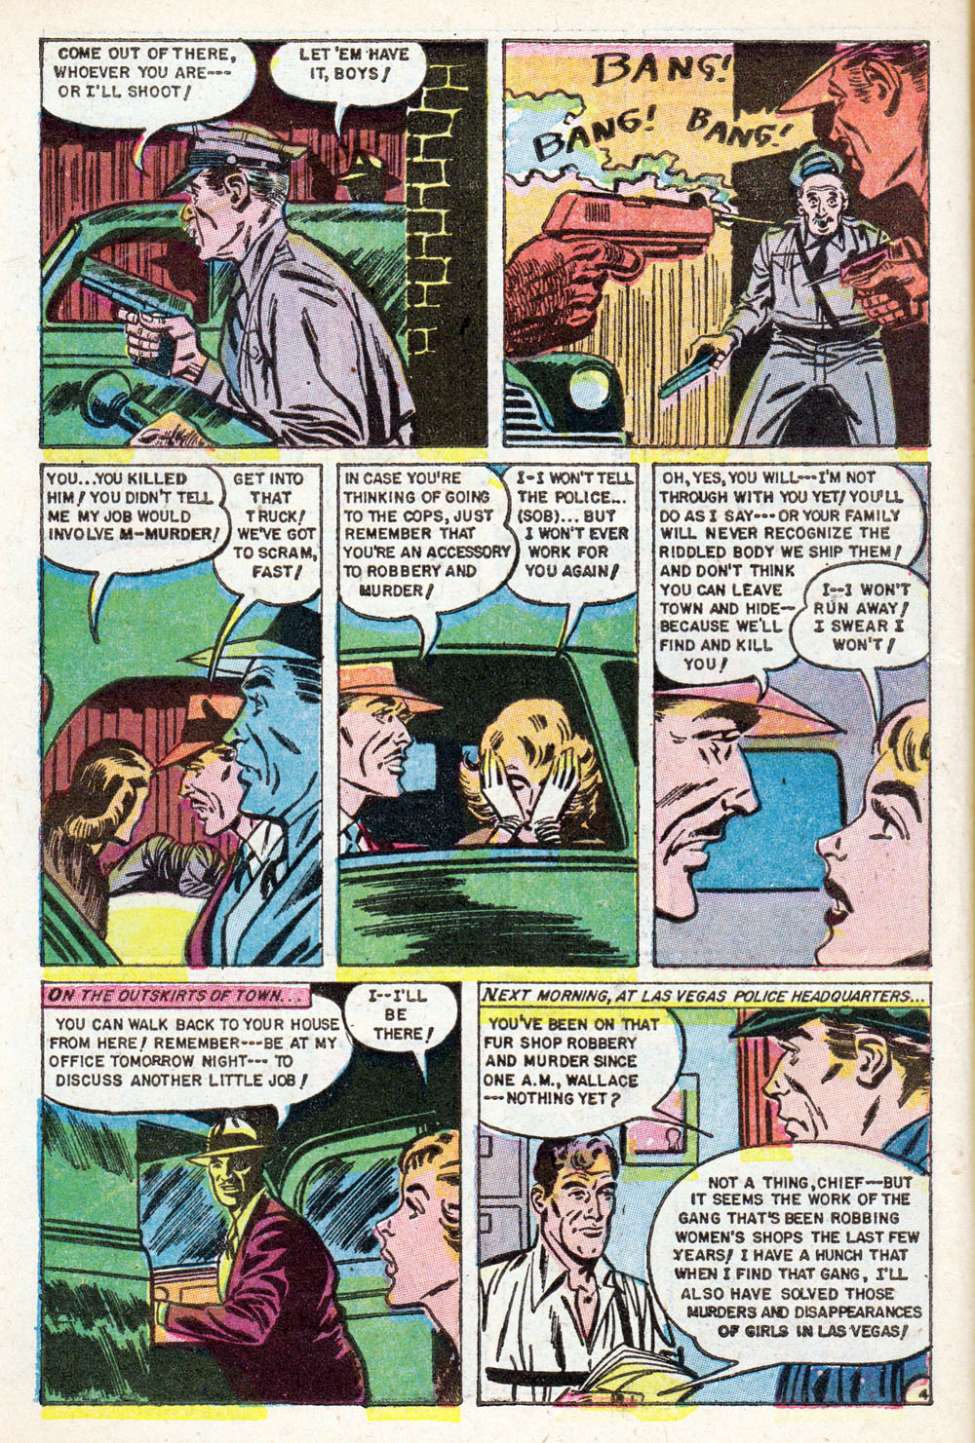 COME OUT OF THERE,
WHOEVER YOU ARE---
OR I'LL SHOOT!
LET 'EM HAVE
IT, BOYS!
BANG!
BANG!
BANG!
YOU...YOU KILLED
HIM! YOU DIDN'T TELL
ME MY JOB WOULD
INVOLVE M-MURDER!
GET INTO
THAT
TRUCK!
WE'VE GOT
TO SCRAM,
FAST!
IN CASE YOU'RE
THINKING OF GOING
TO THE COPS, JUST
REMEMBER THAT
YOU'RE AN ACCESSORY
TO ROBBERY AND
MURDER!
I-I WON'T TELL
THE POLICE...
(SOB)... BUT
I WON'T EVER
WORK FOR
YOU AGAIN!
OH, YES, YOU WILL---I'M NOT
THROUGH WITH YOU YET! YOU'LL
DO AS I SAY---OR YOUR FAMILY
WILL NEVER RECOGNIZE THE
RIDDLED BODY WE SHIP THEM!
AND DON'T THINK
YOU CAN LEAVE
TOWN AND HIDE--
BECAUSE WE'LL
FIND AND KILL
YOU!
I--I WON'T
RUN AWAY!
I SWEAR I
WON'T!
ON THE OUTSKIRTS OF TOWN...
YOU CAN WALK BACK TO YOUR HOUSE
FROM HERE! REMEMBER---BE AT MY
OFFICE TOMORROW NIGHT--- TO
DISCUSS ANOTHER LITTLE JOB!
I--I'LL
BE
THERE!
NEXT MORNING, AT LAS VEGAS POLICE HEADQUARTERS...
YOU'VE BEEN ON THAT
FUR SHOP ROBBERY
AND MURDER SINCE
ONE A.M., WALLACE
---NOTHING YET?
NOT A THING, CHIEF--BUT
IT SEEMS THE WORK OF THE
GANG THAT'S BEEN ROBBING
WOMEN'S SHOPS THE LAST FEW
YEARS! I HAVE A HUNCH THAT
WHEN I FIND THAT GANG, I'LL
ALSO HAVE SOLVED THOSE
MURDERS AND DISAPPEARANCES
OF GIRLS IN LAS VEGAS!
4